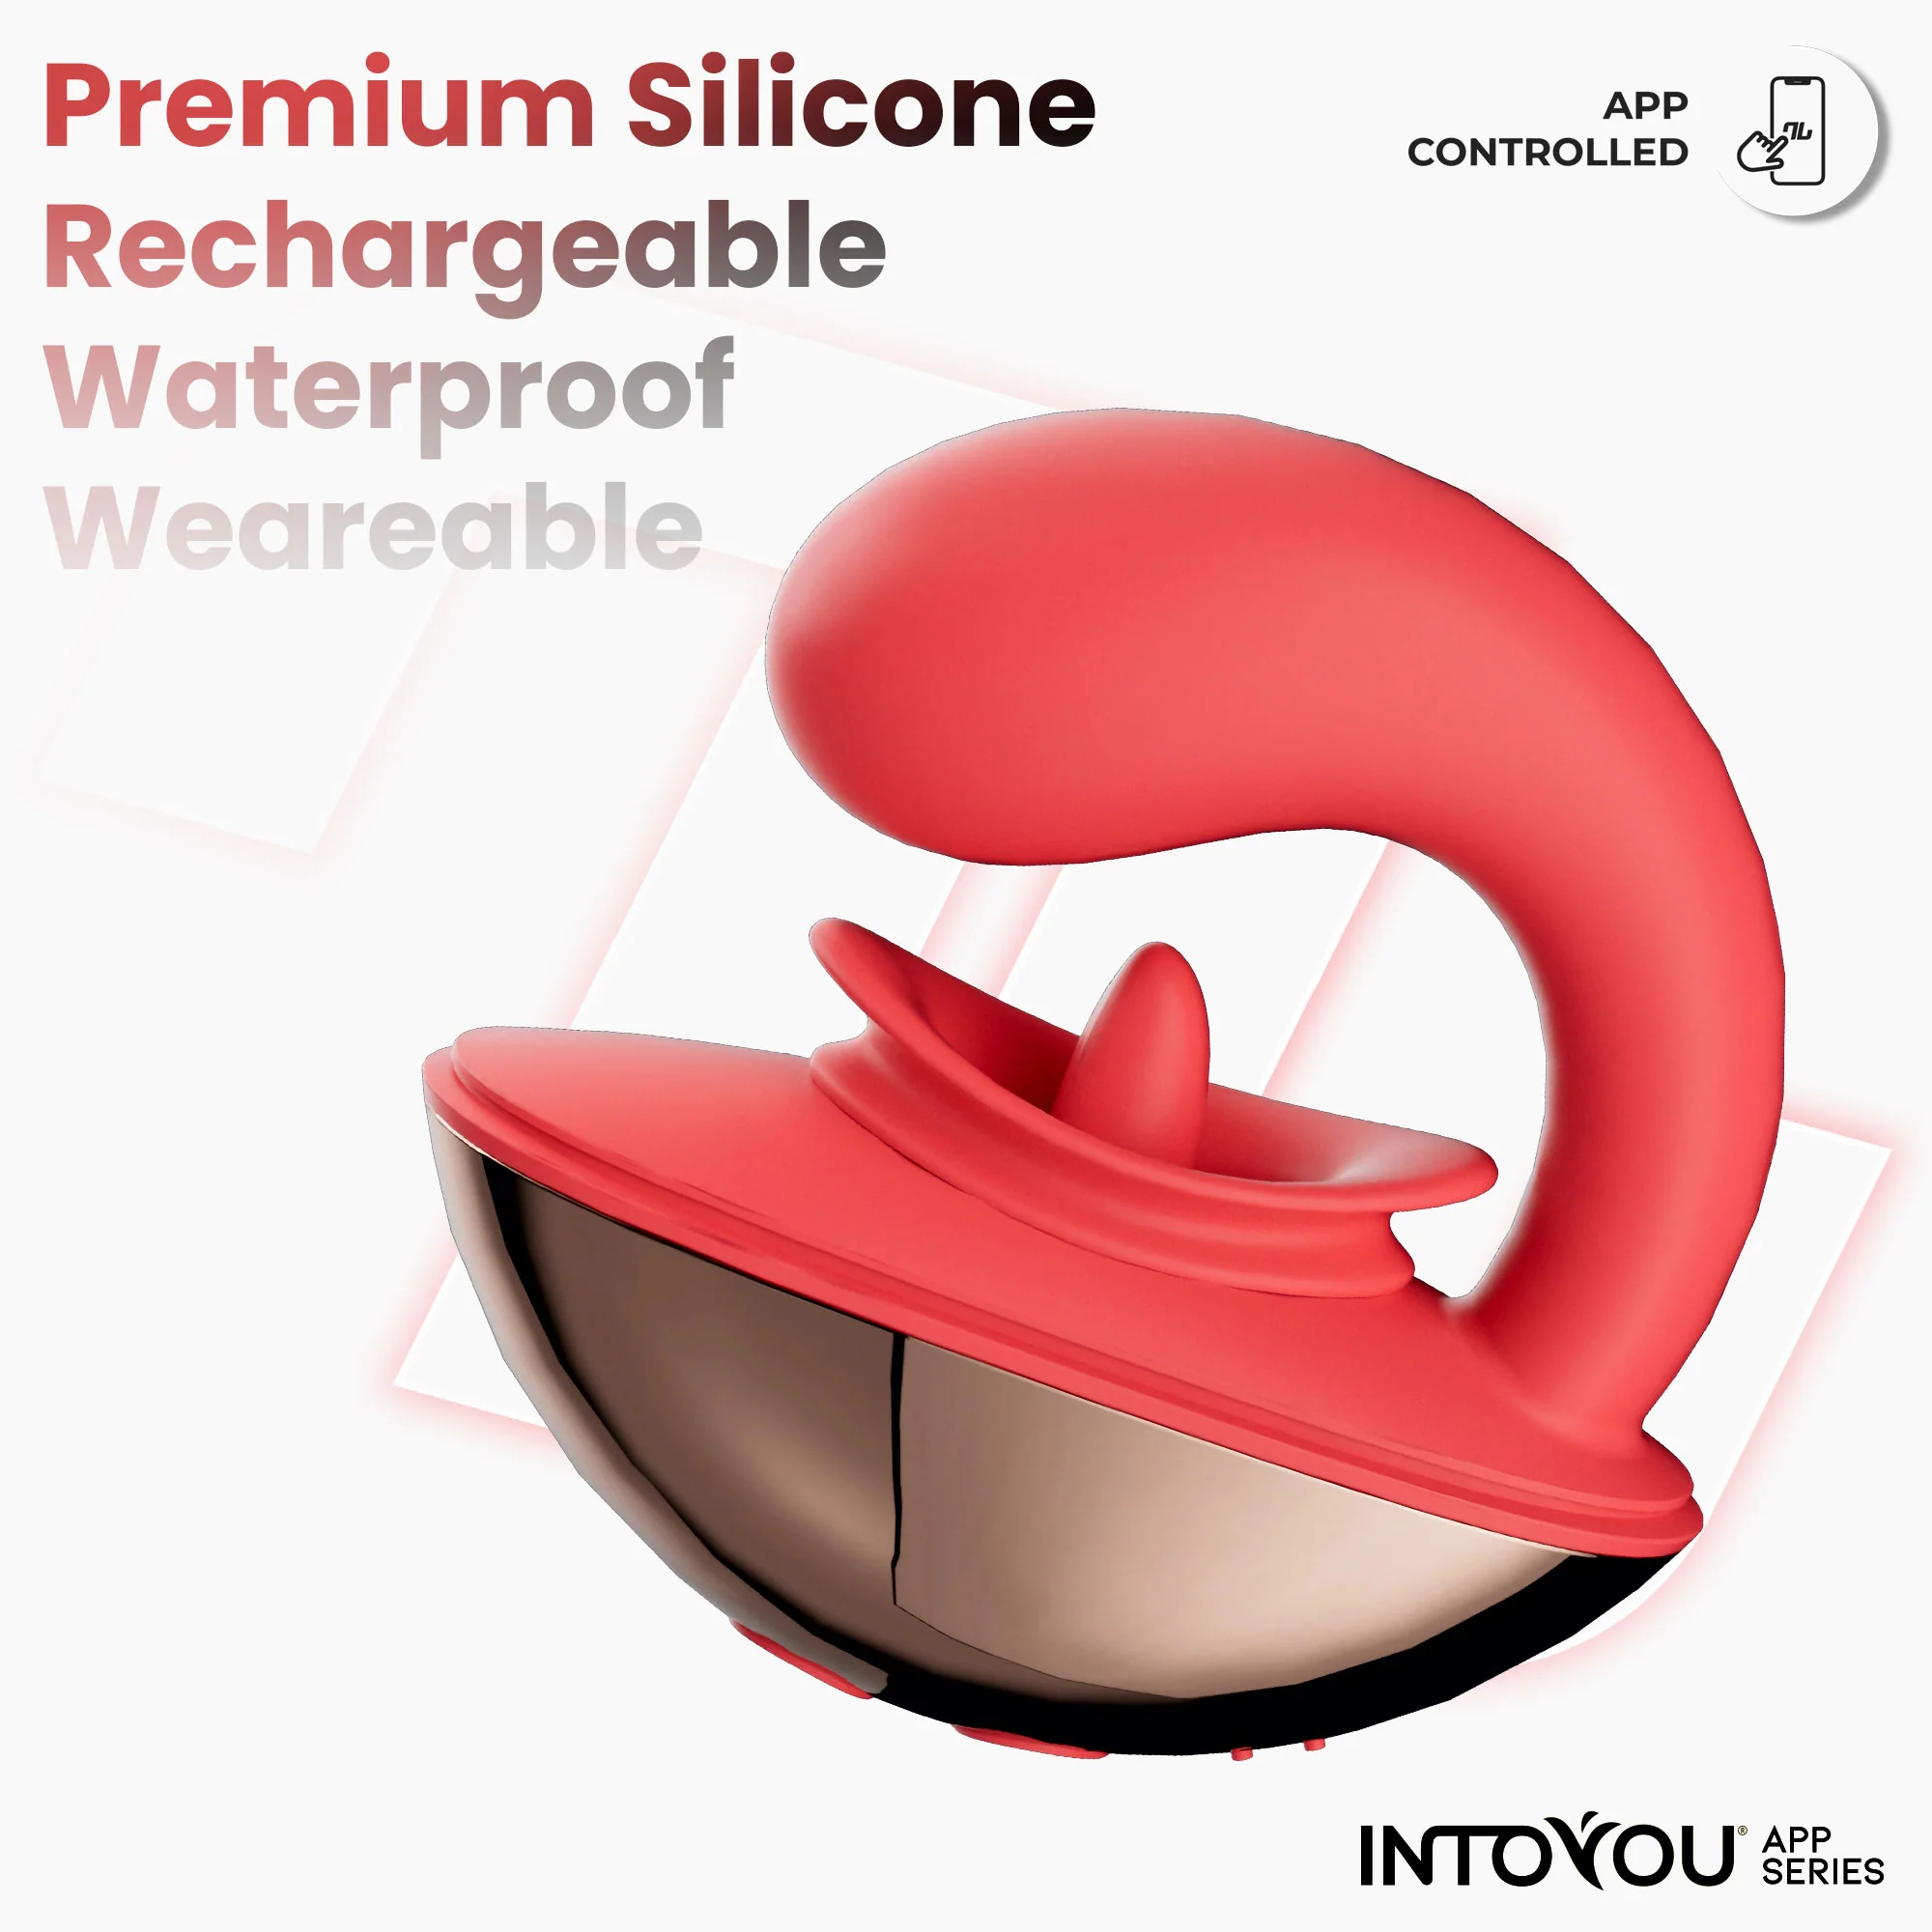 Premium Silicone
Rechargeable
Waterproof
Weareable
APP
CONTROLLED
INTOYOU® APP
SERIES